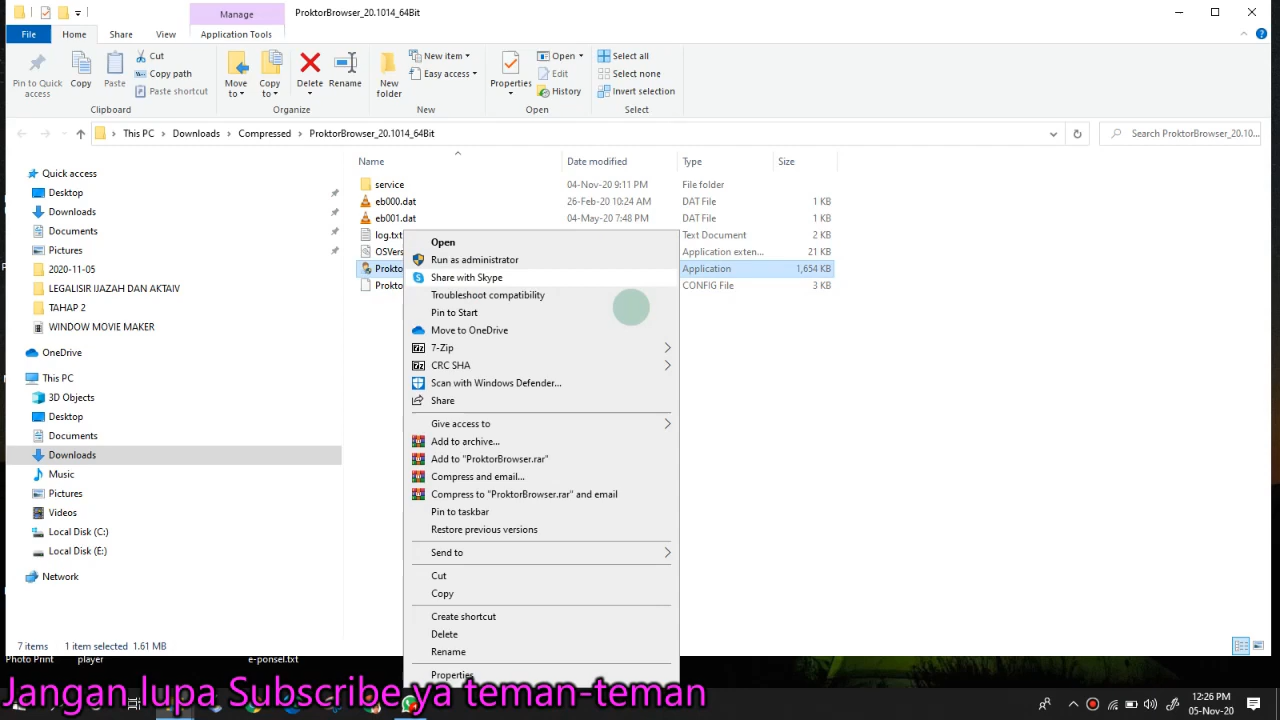 Manage
ProktorBrowser_20.1014_64Bit
File
Home
Share
View
Application Tools
Pin to Quick access
Copy
Paste
Cut
Copy path
Paste shortcut
Clipboard
Move to
Copy to
Delete
Rename
Organize
New folder
New item
Easy access
New
Properties
Open
Edit
History
Open
Select all
Select none
Invert selection
Select
This PC > Downloads > Compressed > ProktorBrowser_20.1014_64Bit
Search ProktorBrowser_20.10...
Quick access
Desktop
Downloads
Documents
Pictures
2020-11-05
LEGALISIR IJAZAH DAN AKTAIV
TAHAP 2
WINDOW MOVIE MAKER
OneDrive
This PC
3D Objects
Desktop
Documents
Downloads
Music
Pictures
Videos
Local Disk (C:)
Local Disk (E:)
Network
Name Date modified Type Size
service 04-Nov-20 9:11 PM File folder
eb000.dat 26-Feb-20 10:24 AM DAT File 1 KB
eb001.dat 04-May-20 7:48 PM DAT File 1 KB
log.txt Text Document 2 KB
OSVers Application exten... 21 KB
Prokto Application 1,654 KB
Prokto CONFIG File 3 KB
Open
Run as administrator
Share with Skype
Troubleshoot compatibility
Pin to Start
Move to OneDrive
7-Zip
CRC SHA
Scan with Windows Defender...
Share
Give access to
Add to archive...
Add to "ProktorBrowser.rar"
Compress and email...
Compress to "ProktorBrowser.rar" and email
Pin to taskbar
Restore previous versions
Send to
Cut
Copy
Create shortcut
Delete
Rename
Properties
7 items 1 item selected 1.61 MB
Photo Print
player
e-ponsel.txt
Jangan lupa Subscribe ya teman-teman
12:26 PM
05-Nov-20